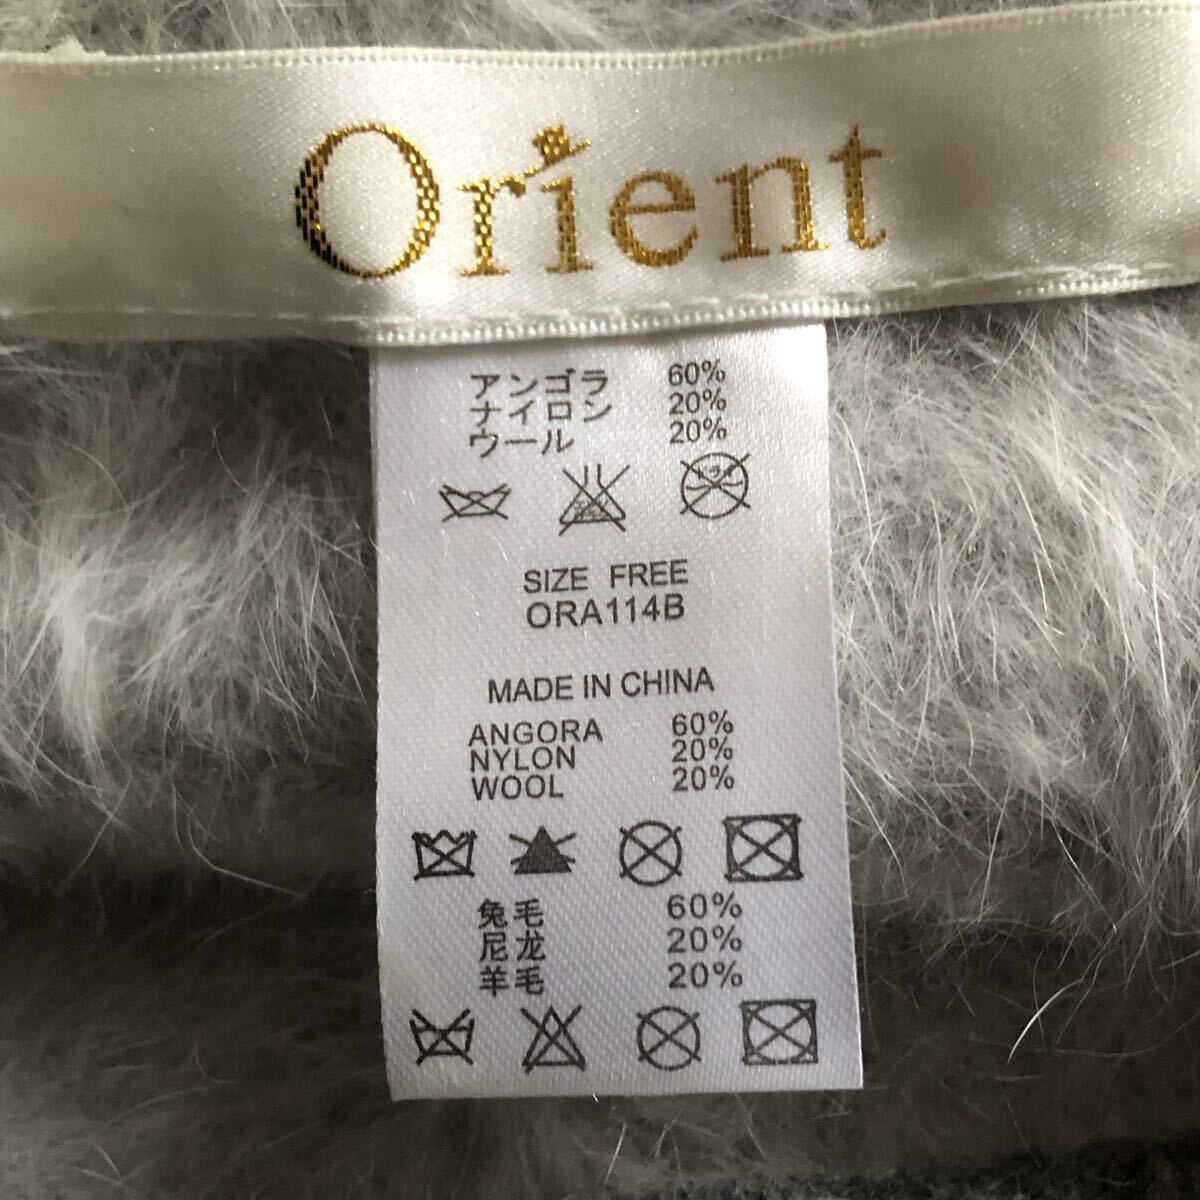 Orient
アンゴラ 60%
ナイロン 20%
ウール 20%
SIZE FREE
ORA114B
MADE IN CHINA
ANGORA 60%
NYLON 20%
WOOL 20%
兔毛 60%
尼龙 20%
羊毛 20%